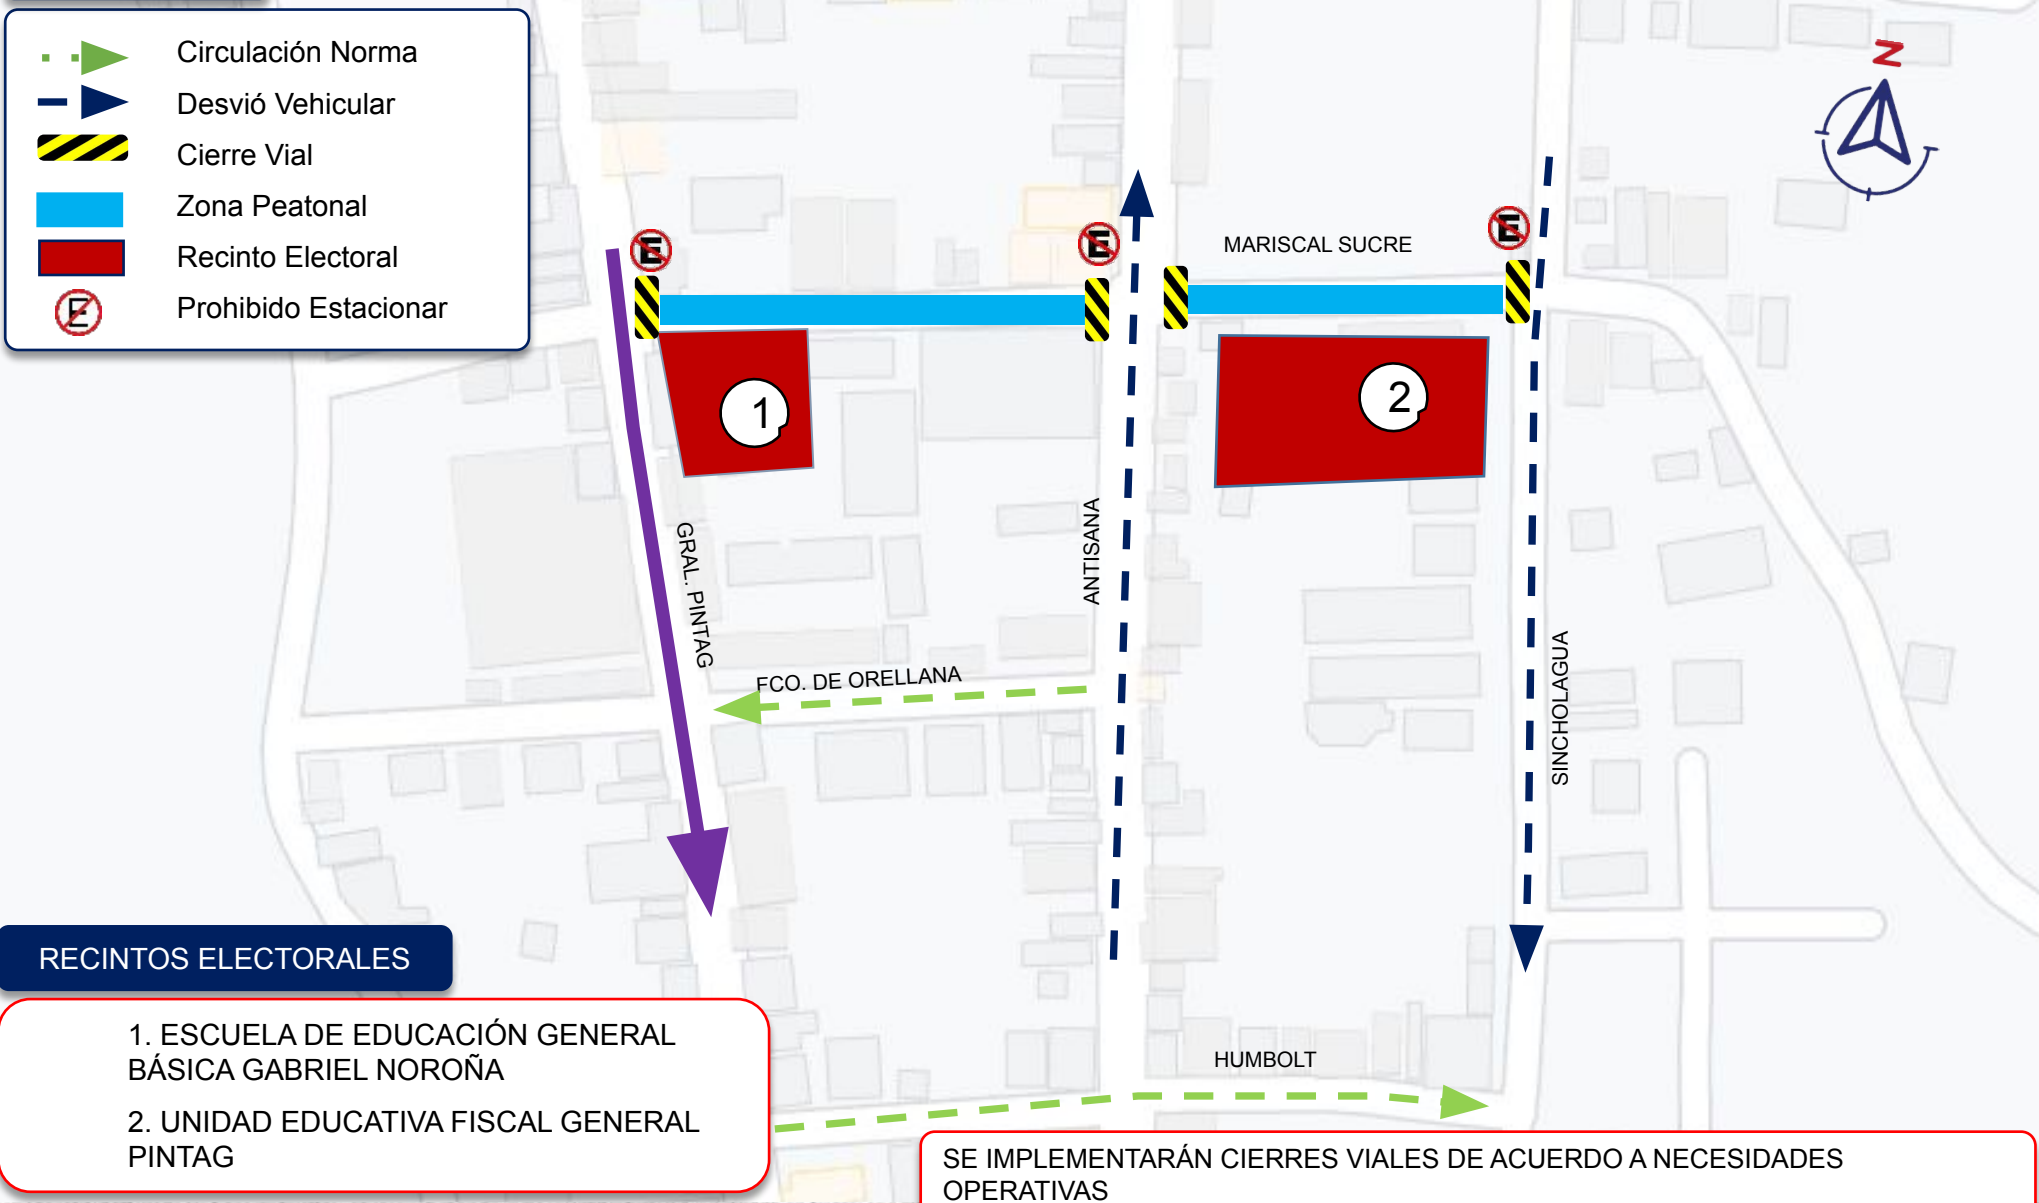 Circulación Norma
Desvió Vehicular
Cierre Vial
Zona Peatonal
Recinto Electoral
E
Prohibido Estacionar
N
E
E
E
MARISCAL SUCRE
1
2
GRAL. PINTAG
ANTISANA
FCO. DE ORELLANA
SINCHOLAGUA
HUMBOLT
RECINTOS ELECTORALES
1. ESCUELA DE EDUCACIÓN GENERAL
BÁSICA GABRIEL NOROÑA
2. UNIDAD EDUCATIVA FISCAL GENERAL
PINTAG
SE IMPLEMENTARÁN CIERRES VIALES DE ACUERDO A NECESIDADES
OPERATIVAS